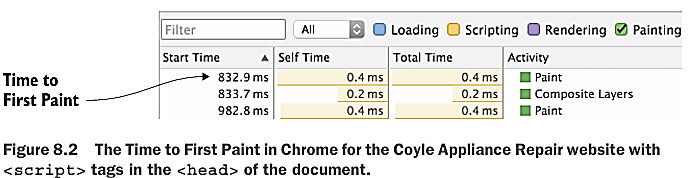 Filter All Loading Scripting Rendering Painting
Start Time Self Time Total Time Activity
Time to First Paint
832.9 ms 0.4 ms 0.4 ms Paint
833.7 ms 0.2 ms 0.2 ms Composite Layers
982.8 ms 0.4 ms 0.4 ms Paint
Figure 8.2 The Time to First Paint in Chrome for the Coyle Appliance Repair website with
<script> tags in the <head> of the document.